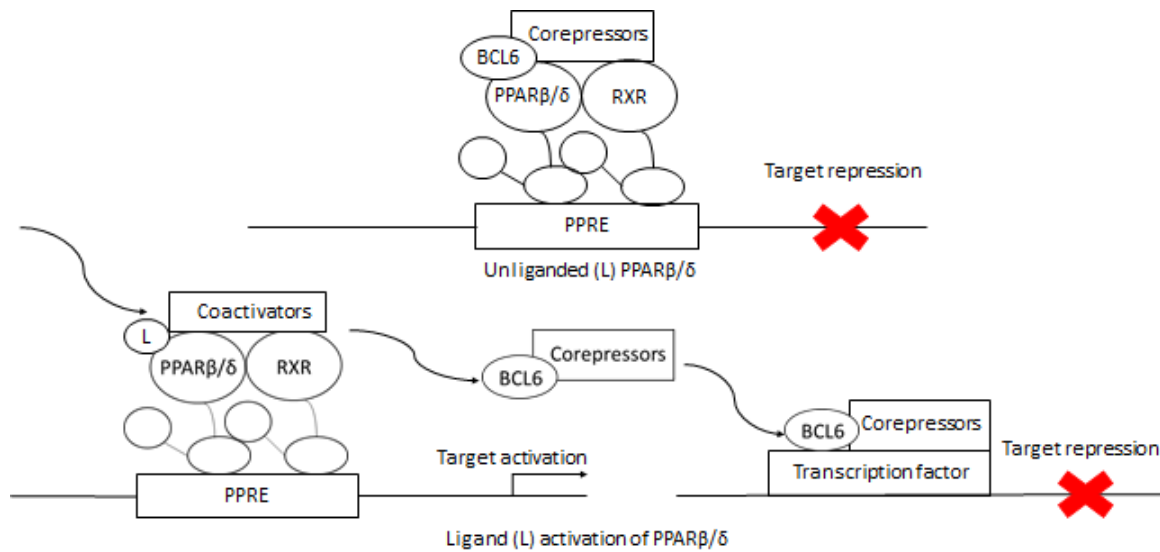 Corepressors
BCL6
PPARβ/δ
RXR
Target repression
PPRE
Unliganded (L) PPARβ/δ
Coactivators
L
PPARβ/δ
RXR
Corepressors
BCL6
Corepressors
BCL6
Target activation
Transcription factor
Target repression
PPRE
Ligand (L) activation of PPARβ/δ